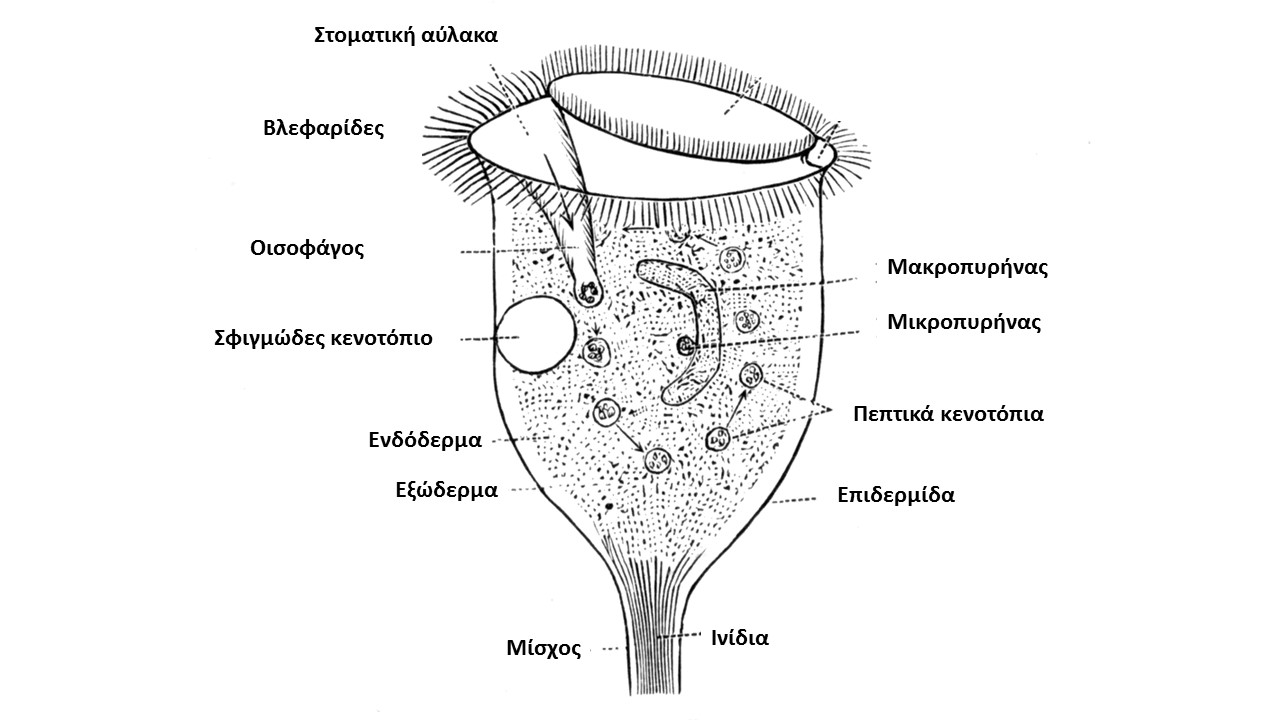 Στοματική αύλακα
Βλεφαρίδες
Οισοφάγος
Μακροπυρήνας
Μικροπυρήνας
Σφιγμώδες κενοτόπιο
Πεπτικά κενοτόπια
Ενδόδερμα
Εξώδερμα
Επιδερμίδα
Μίσχος
Ινίδια